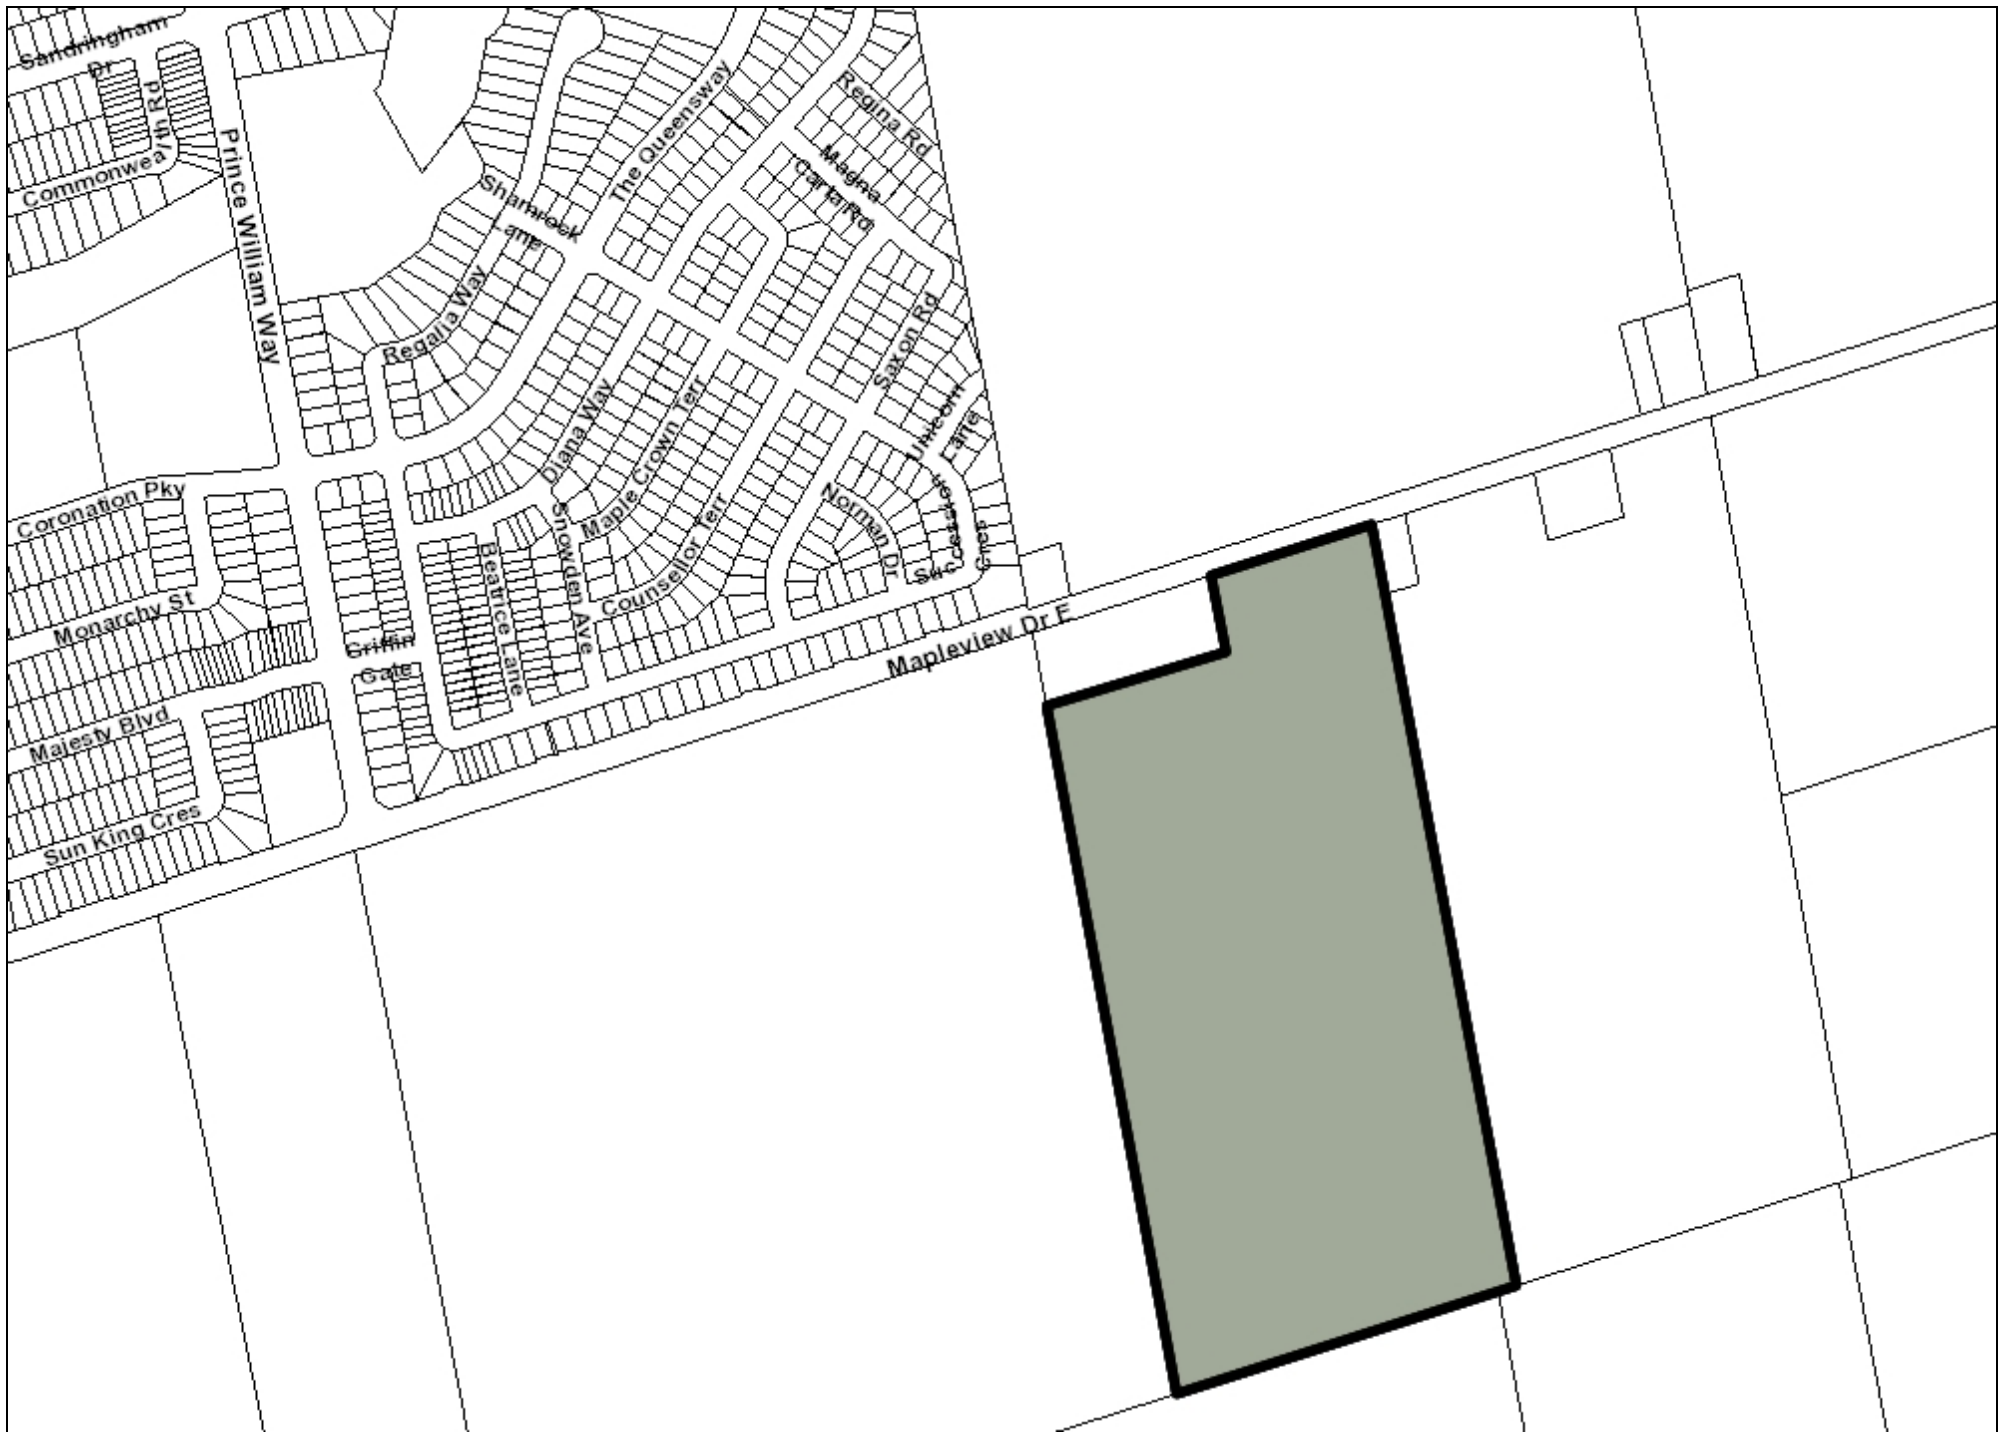 Sandringham
Dr
Commonwealth Rd
Prince William Way
Shamrock
Lane
The Queensway
Regina Rd
Magna
Carta Rd
Regalia Way
Saxon Rd
Unicorn
Lane
Diana Way
Maple Crown Terr
Coronation Pky
Snowden Ave
Norman Dr
Succession
Cres
Monarchy St
Beatrice Lane
Counsellor Terr
Griffin
Gate
Mapleview Dr E
Majesty Blvd
Sun King Cres